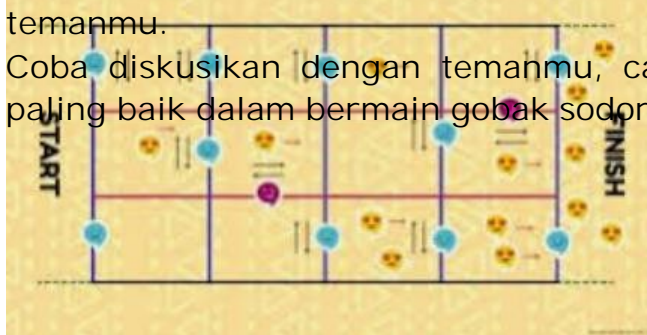 temanmu.
Coba diskusikan dengan temanmu, ca
paling baik dalam bermain gobak sodor
START
FINISH